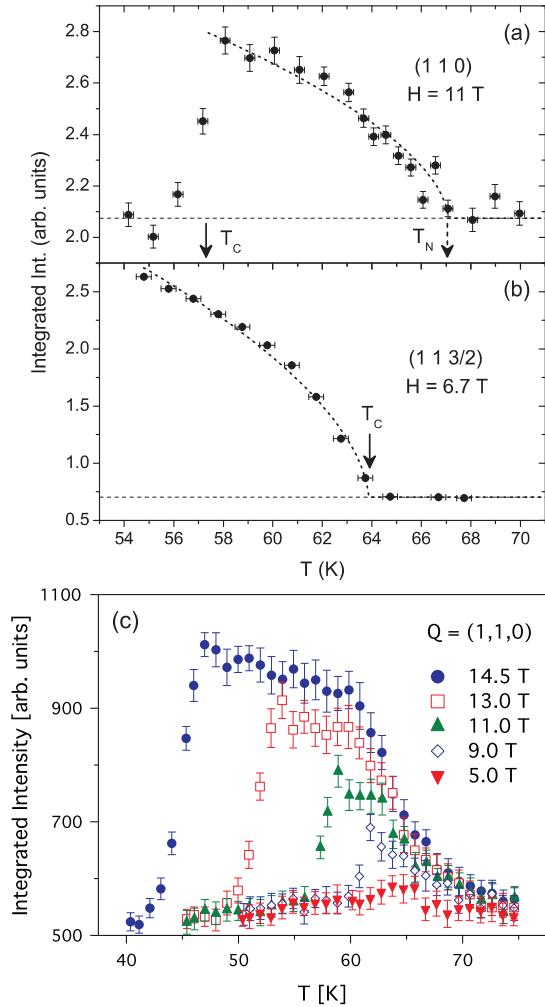 (a)
(1 1 0)
H = 11 T
2.8
2.6
2.4
2.2
2.0
T_C
T_N
Integrated Int. (arb. units)
(b)
(1 1 3/2)
H = 6.7 T
2.5
2.0
1.5
1.0
0.5
T_C
54 56 58 60 62 64 66 68 70
T (K)
(c)
Q = (1,1,0)
14.5 T
13.0 T
11.0 T
9.0 T
5.0 T
1100
900
700
500
Integrated Intensity [arb. units]
40 50 60 70
T [K]